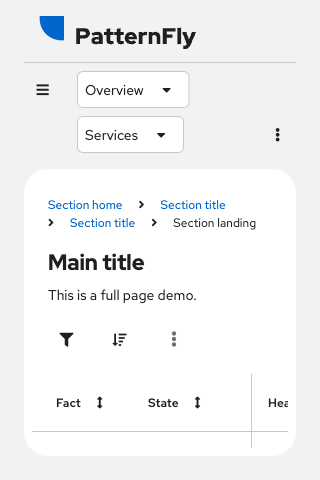 PatternFly
Overview
Services
Section home Section title
Section title Section landing
Main title
This is a full page demo.
Fact State